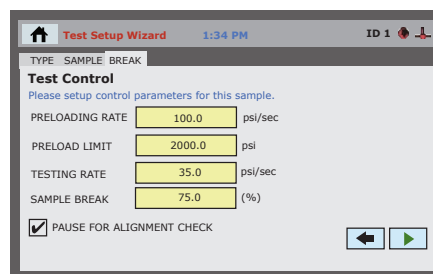 Test Setup Wizard 1:34 PM ID 1
TYPE SAMPLE BREAK
Test Control
Please setup control parameters for this sample.
PRELOADING RATE 100.0 psi/sec
PRELOAD LIMIT 2000.0 psi
TESTING RATE 35.0 psi/sec
SAMPLE BREAK 75.0 (%)
PAUSE FOR ALIGNMENT CHECK